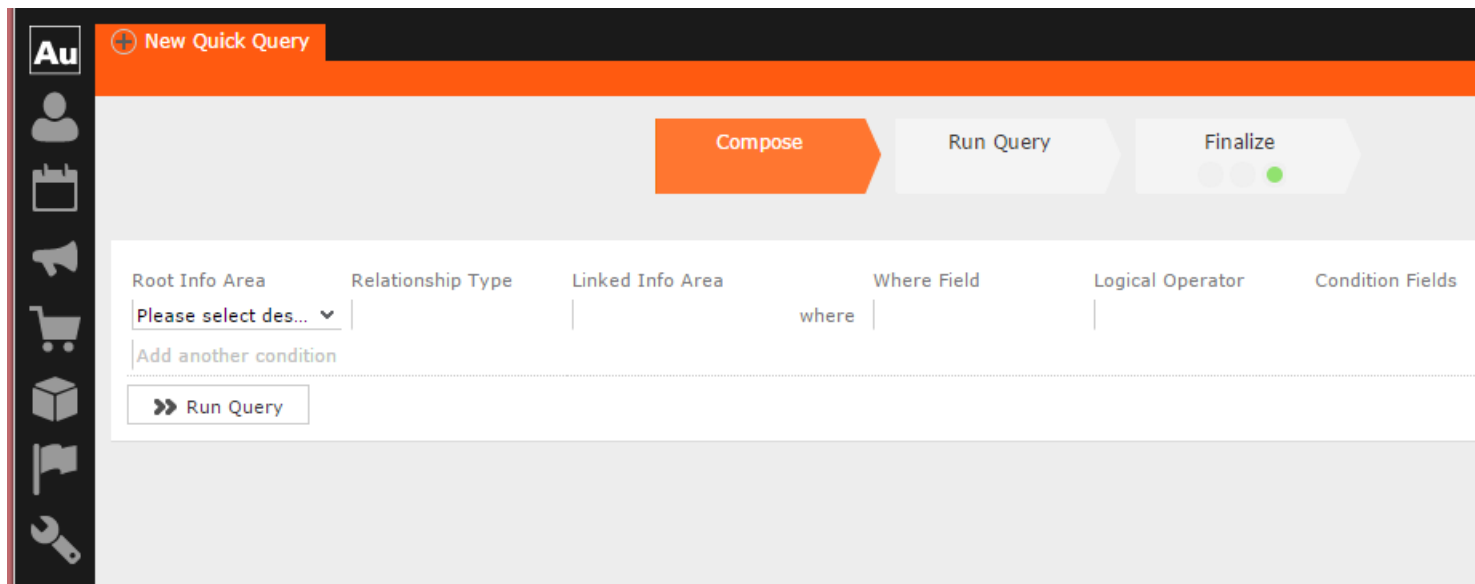 Au
New Quick Query
Compose Run Query Finalize
Root Info Area Relationship Type Linked Info Area Where Field Logical Operator Condition Fields
Please select des... where
Add another condition
Run Query